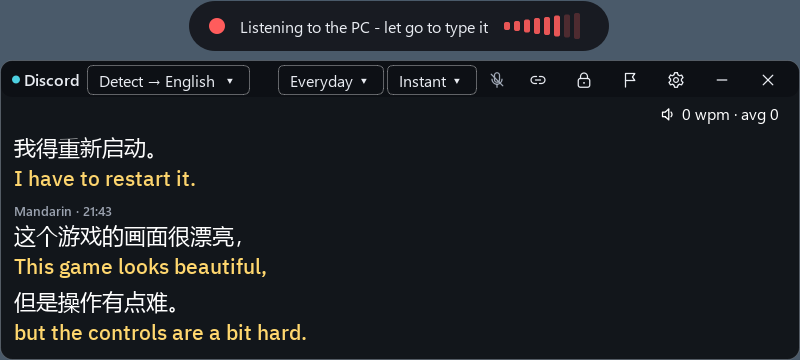 Listening to the PC - let go to type it
Discord Detect → English ▾ Everyday ▾ Instant ▾
0 wpm · avg 0
我得重新启动。
I have to restart it.
Mandarin · 21:43
这个游戏的画面很漂亮，
This game looks beautiful,
但是操作有点难。
but the controls are a bit hard.